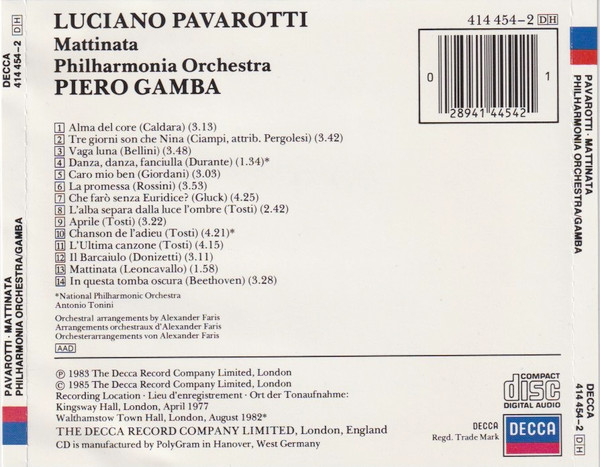 DECCA
414 454-2 DH
PAVAROTTI · MATTINATA
PHILHARMONIA ORCHESTRA/GAMBA
LUCIANO PAVAROTTI
Mattinata
Philharmonia Orchestra
PIERO GAMBA
414 454-2 DH
0
1
28941 44542
1 Alma del core (Caldara) (3.13)
2 Tre giorni son che Nina (Ciampi, attrib. Pergolesi) (3.42)
3 Vaga luna (Bellini) (3.48)
4 Danza, danza, fanciulla (Durante) (1.34)*
5 Caro mio ben (Giordani) (3.03)
6 La promessa (Rossini) (3.53)
7 Che farò senza Euridice? (Gluck) (4.25)
8 L'alba separa dalla luce l'ombre (Tosti) (2.42)
9 Aprile (Tosti) (3.22)
10 Chanson de l'adieu (Tosti) (4.21)*
11 L'Ultima canzone (Tosti) (4.15)
12 Il Barcaiulo (Donizetti) (3.11)
13 Mattinata (Leoncavallo) (1.58)
14 In questa tomba oscura (Beethoven) (3.28)
*National Philharmonic Orchestra
Antonio Tonini
Orchestral arrangements by Alexander Faris
Arrangements orchestraux d'Alexander Faris
Orchesterarrangements von Alexander Faris
AAD
℗ 1983 The Decca Record Company Limited, London
© 1985 The Decca Record Company Limited, London
Recording Location · Lieu d'enregistrement · Ort der Tonaufnahme:
Kingsway Hall, London, April 1977
Walthamstow Town Hall, London, August 1982*
THE DECCA RECORD COMPANY LIMITED, London, England
CD is manufactured by PolyGram in Hanover, West Germany
COMPACT
disc
DIGITAL AUDIO
DECCA
Regd. Trade Mark
DECCA
PAVAROTTI · MATTINATA
PHILHARMONIA ORCHESTRA/GAMBA
DECCA
414 454-2 DH